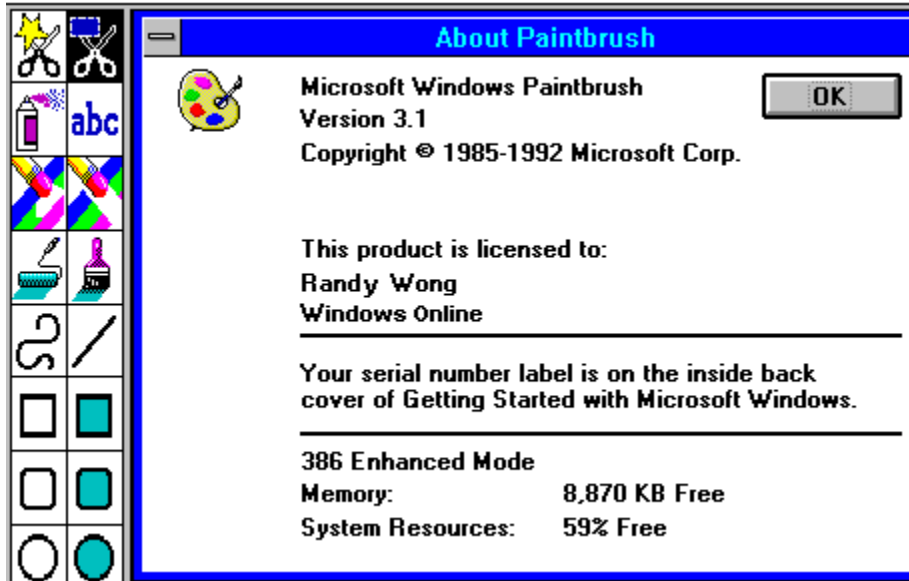 About Paintbrush
abc
Microsoft Windows Paintbrush
OK
Version 3.1
Copyright © 1985-1992 Microsoft Corp.
This product is licensed to:
Randy Wong
Windows Online
Your serial number label is on the inside back
cover of Getting Started with Microsoft Windows.
386 Enhanced Mode
Memory: 8,870 KB Free
System Resources: 59% Free